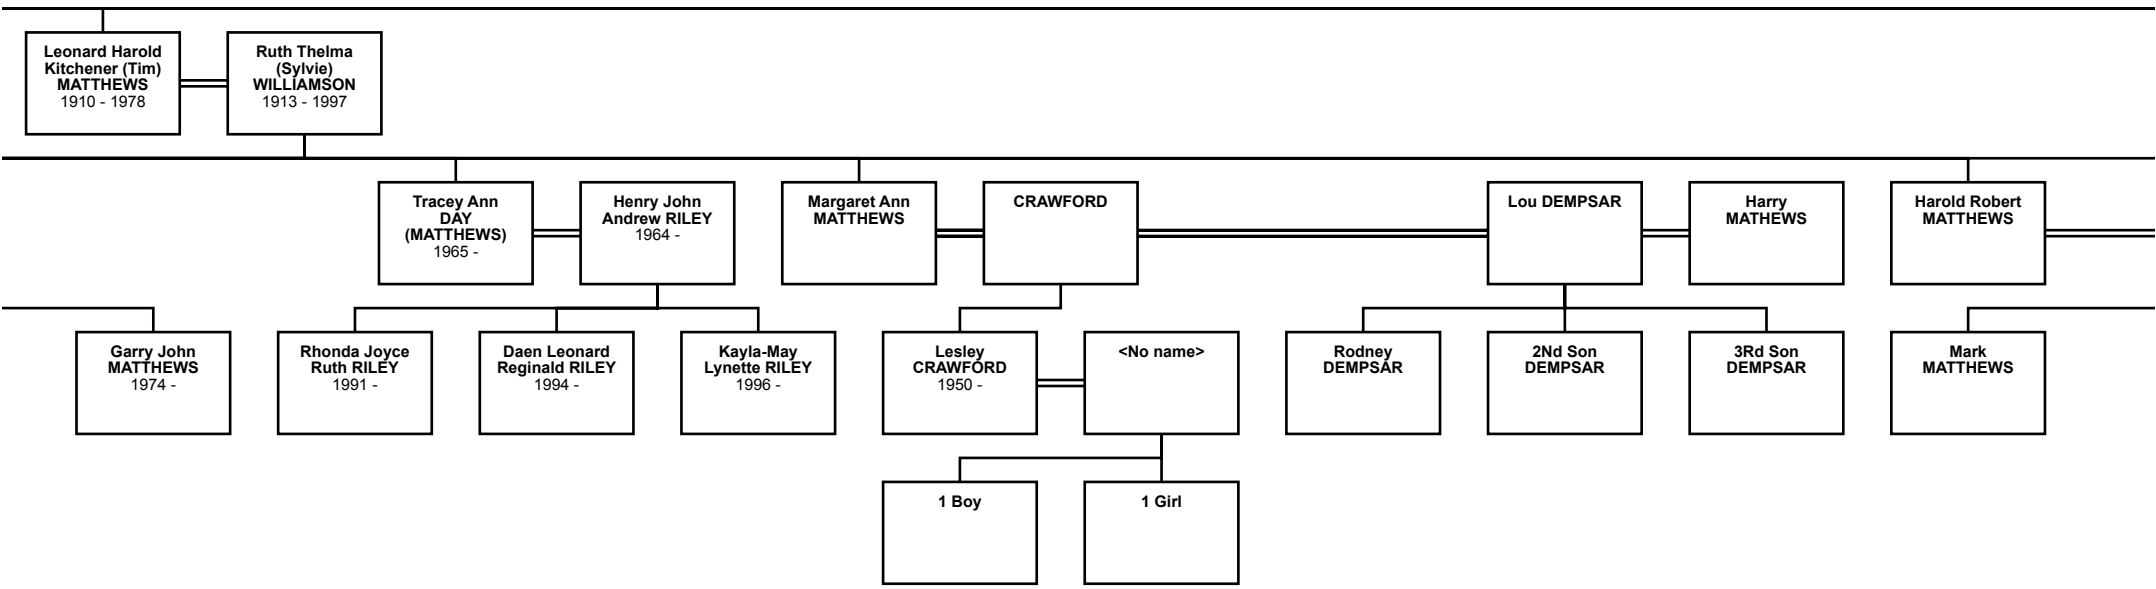 Leonard Harold
Kitchener (Tim)
MATTHEWS
1910 - 1978
Ruth Thelma
(Sylvie)
WILLIAMSON
1913 - 1997
Tracey Ann
DAY
(MATTHEWS)
1965 -
Henry John
Andrew RILEY
1964 -
Margaret Ann
MATTHEWS
CRAWFORD
Lou DEMPSAR
Harry
MATHEWS
Harold Robert
MATTHEWS
Garry John
MATTHEWS
1974 -
Rhonda Joyce
Ruth RILEY
1991 -
Daen Leonard
Reginald RILEY
1994 -
Kayla-May
Lynette RILEY
1996 -
Lesley
CRAWFORD
1950 -
<No name>
Rodney
DEMPSAR
2Nd Son
DEMPSAR
3Rd Son
DEMPSAR
Mark
MATTHEWS
1 Boy
1 Girl